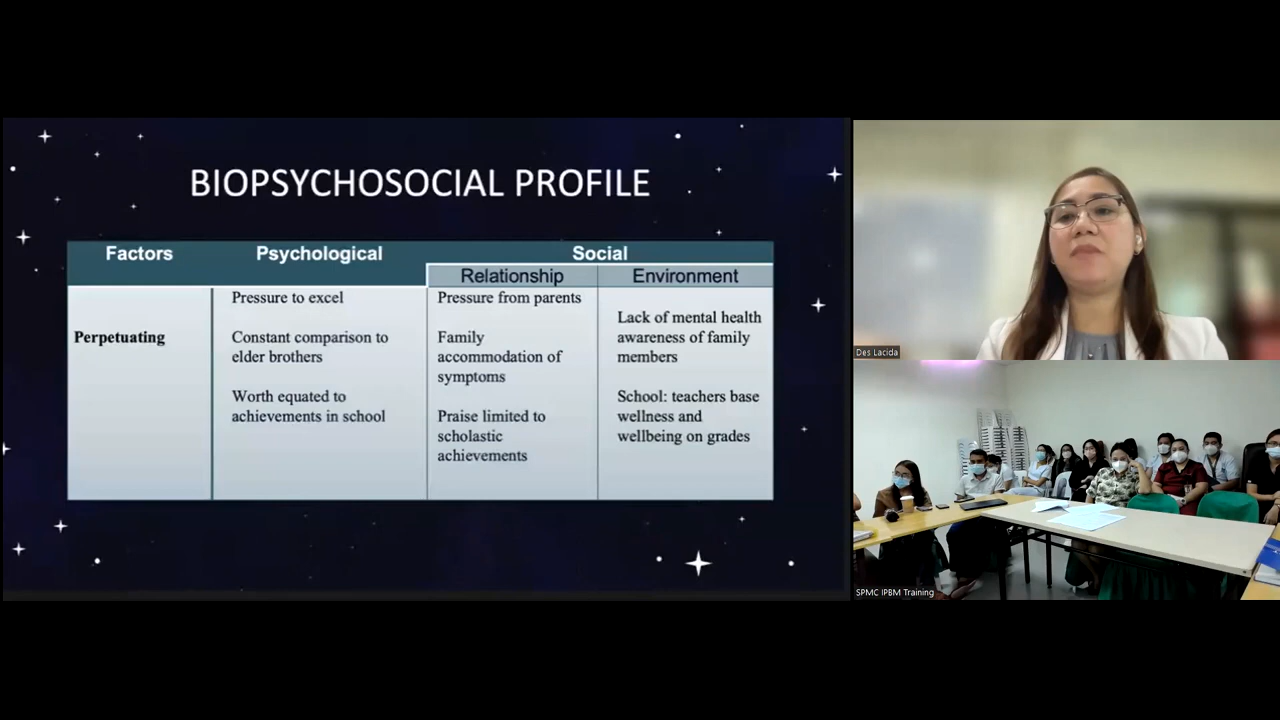 BIOPSYCHOSOCIAL PROFILE
Factors
Psychological
Social
Relationship
Environment
Perpetuating
Pressure to excel
Constant comparison to
elder brothers
Worth equated to
achievements in school
Pressure from parents
Family
accommodation of
symptoms
Praise limited to
scholastic
achievements
Lack of mental health
awareness of family
members
School: teachers base
wellness and
wellbeing on grades
Des Lacida
SPMC IPBM Training